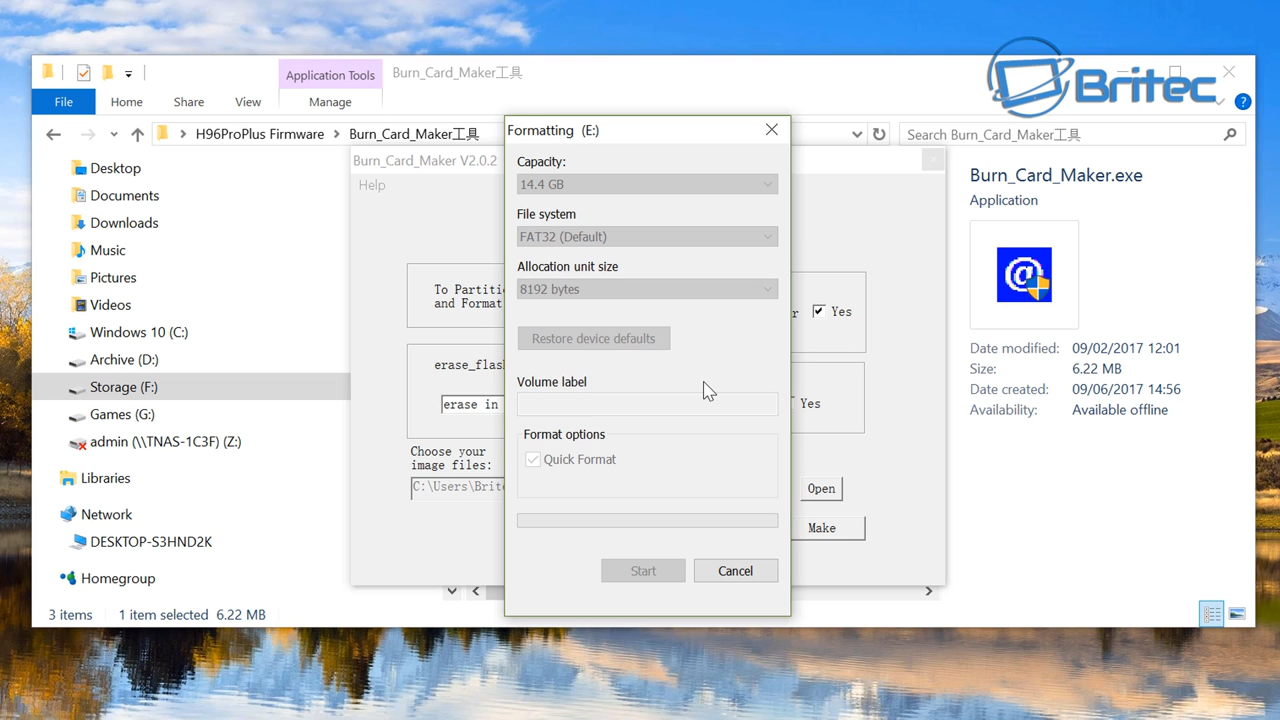 Britec
Application Tools
Burn_Card_Maker工具
File
Home
Share
View
Manage
H96ProPlus Firmware
Burn_Card_Maker工具
Search Burn_Card_Maker工具
Desktop
Documents
Downloads
Music
Pictures
Videos
Windows 10 (C:)
Archive (D:)
Storage (F:)
Games (G:)
admin (\\TNAS-1C3F) (Z:)
Libraries
Network
DESKTOP-S3HND2K
Homegroup
3 items 1 item selected 6.22 MB
Burn_Card_Maker V2.0.2
Help
To Partiti
and Format
r Yes
erase_flash
erase in
Yes
Choose your
image files:
C:\Users\Brite
Open
Make
Formatting (E:)
Capacity:
14.4 GB
File system
FAT32 (Default)
Allocation unit size
8192 bytes
Restore device defaults
Volume label
Format options
Quick Format
Start
Cancel
Burn_Card_Maker.exe
Application
@
Date modified: 09/02/2017 12:01
Size: 6.22 MB
Date created: 09/06/2017 14:56
Availability: Available offline
?